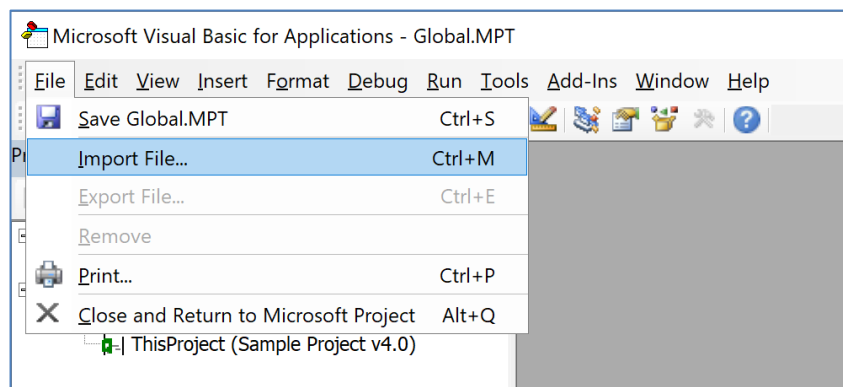 Microsoft Visual Basic for Applications - Global.MPT
File Edit View Insert Format Debug Run Tools Add-Ins Window Help
Save Global.MPT Ctrl+S
Import File... Ctrl+M
Export File... Ctrl+E
Remove
Print... Ctrl+P
Close and Return to Microsoft Project Alt+Q
ThisProject (Sample Project v4.0)